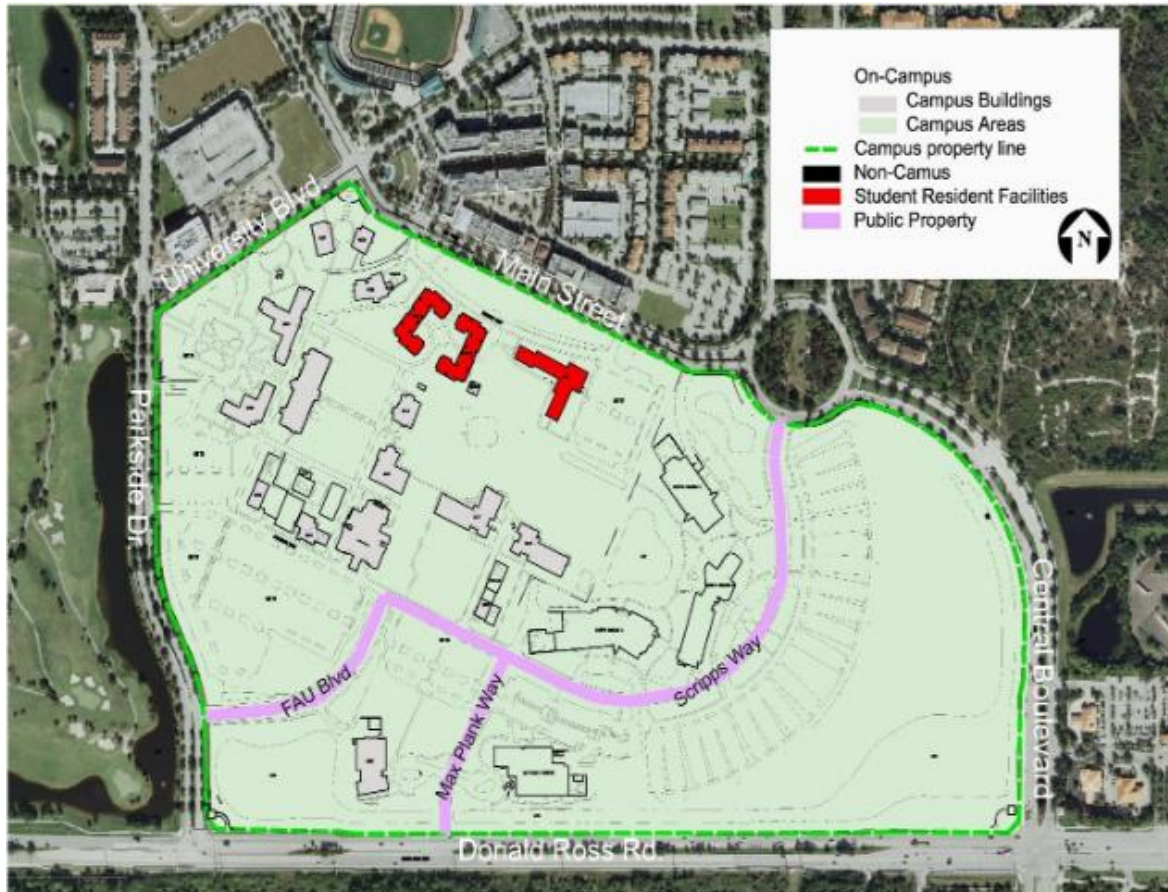 On-Campus
Campus Buildings
Campus Areas
Campus property line
Non-Camus
Student Resident Facilities
Public Property
N
University Blvd
Main Street
Parkside Dr.
Central Boulevard
FAU Blvd
Max Plank Way
Scripps Way
Donald Ross Rd.